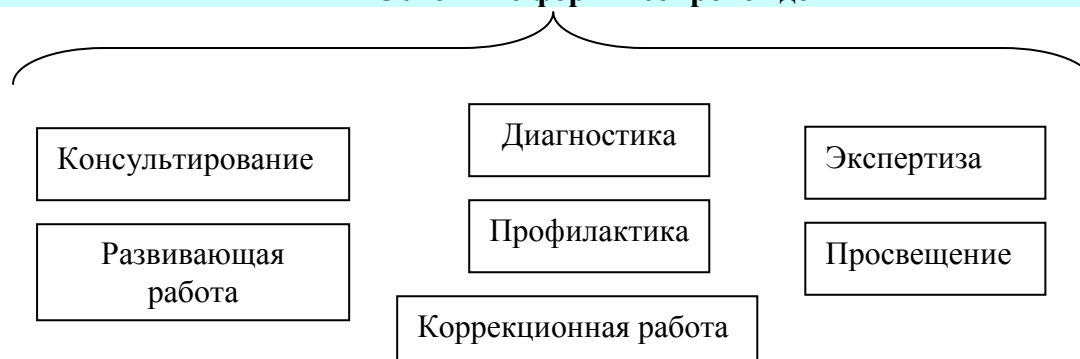 Консультирование
Диагностика
Экспертиза
Развивающая
работа
Профилактика
Просвещение
Коррекционная работа